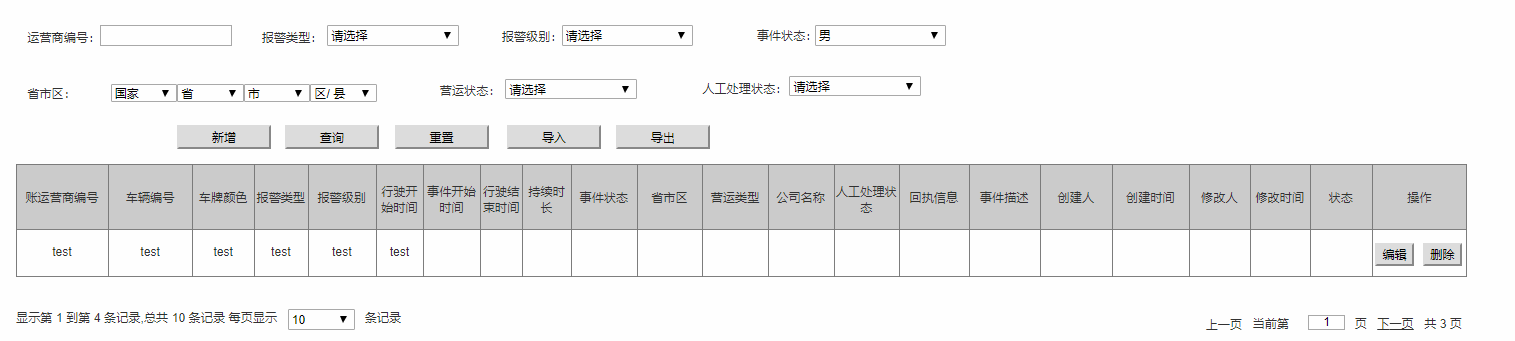 运营商编号: 报警类型: 请选择 报警级别: 请选择 事件状态: 男
省市区: 国家 省 市 区/县 营运状态: 请选择 人工处理状态: 请选择
新增 查询 重置 导入 导出
账运营商编号 车辆编号 车牌颜色 报警类型 报警级别 行驶开始时间 事件开始时间 行驶结束时间 持续时长 事件状态 省市区 营运类型 公司名称 人工处理状态 回执信息 事件描述 创建人 创建时间 修改人 修改时间 状态 操作
test test test test test test 编辑 删除
显示第 1 到第 4 条记录,总共 10 条记录 每页显示 10 条记录
上一页 当前第 1 页 下一页 共 3 页